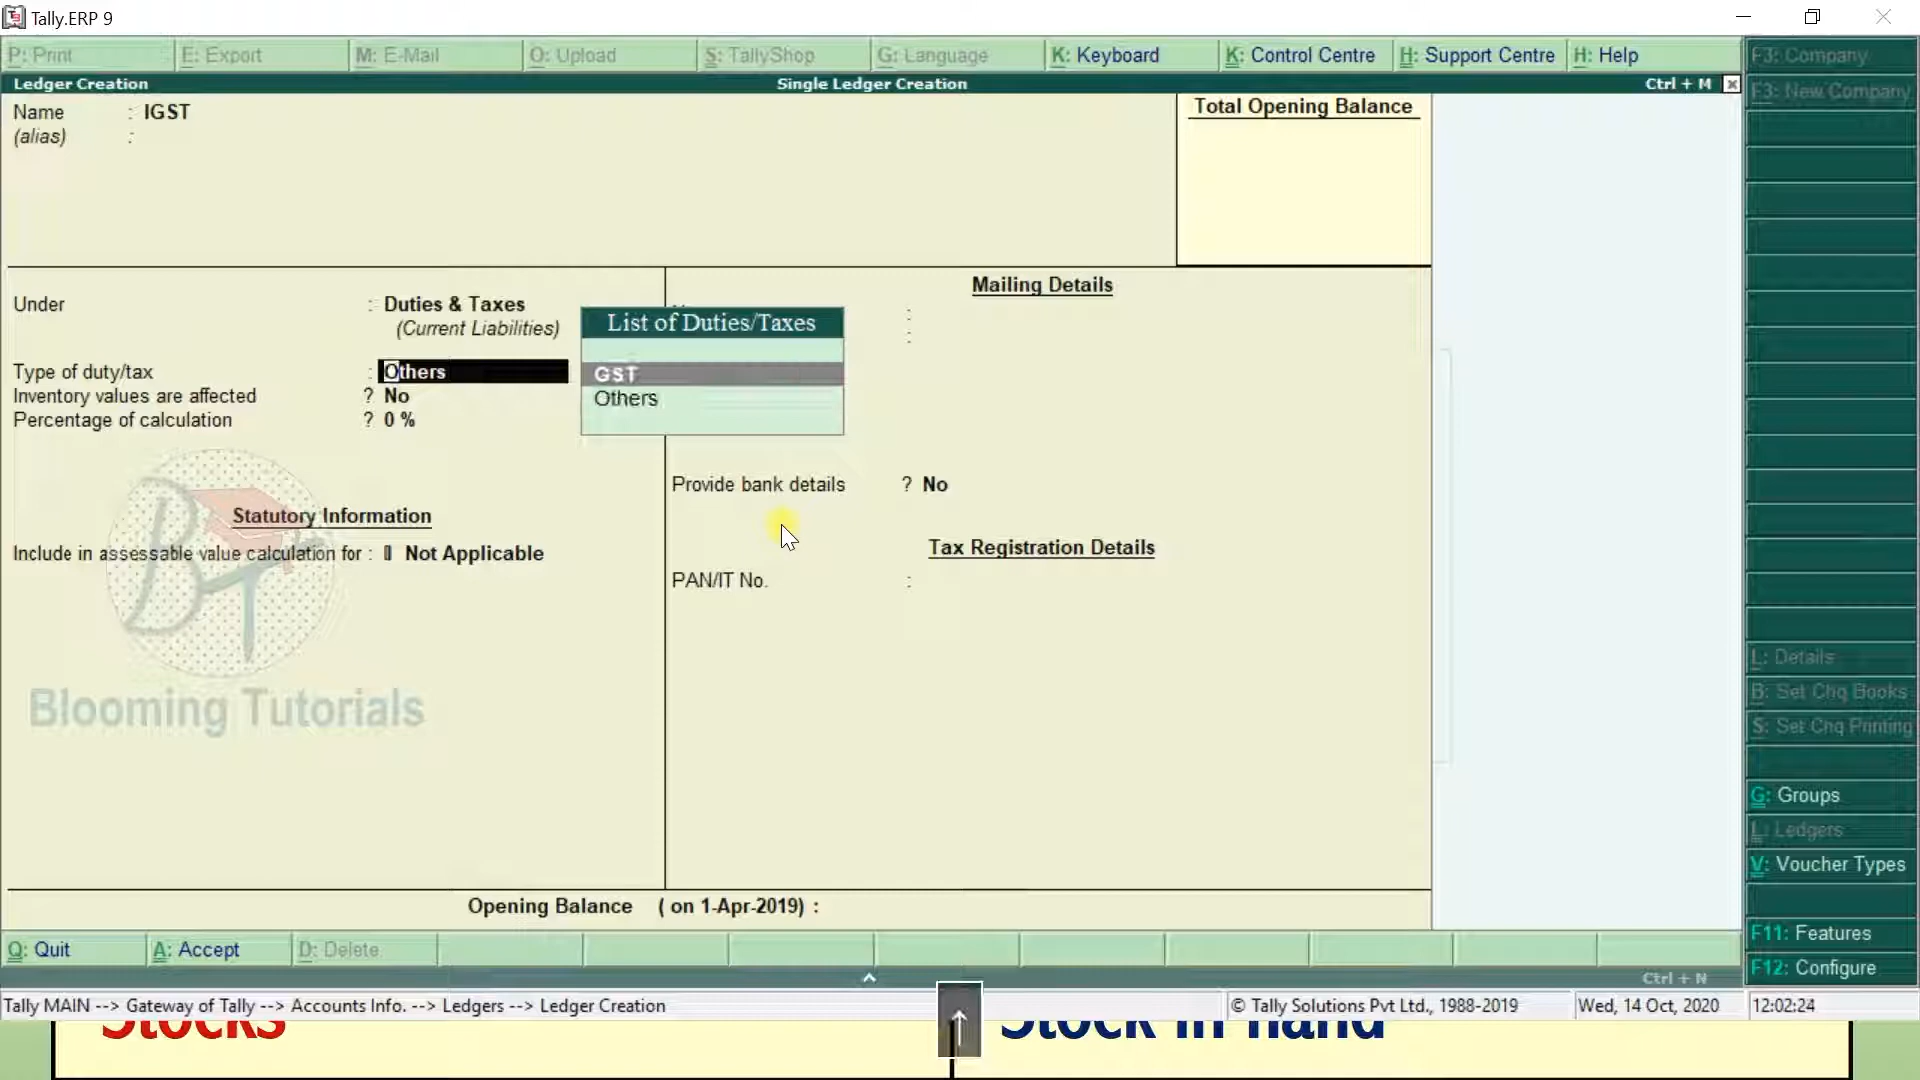 Tally.ERP 9
P: Print E: Export M: E-Mail O: Upload S: TallyShop G: Language K: Keyboard K: Control Centre H: Support Centre H: Help
F3: Company
F3: New Company
Ledger Creation Single Ledger Creation Ctrl + M
Name : IGST
(alias) :
Total Opening Balance
Under : Duties & Taxes
(Current Liabilities)
Type of duty/tax : Others
Inventory values are affected ? No
Percentage of calculation ? 0 %
List of Duties/Taxes
GST
Others
Statutory Information
Include in assessable value calculation for : Not Applicable
Mailing Details
:
:
Provide bank details ? No
Tax Registration Details
PAN/IT No. :
Blooming Tutorials
L: Details
B: Set Chq Books
S: Set Chq Printing
G: Groups
L: Ledgers
V: Voucher Types
F11: Features
F12: Configure
Opening Balance ( on 1-Apr-2019) :
Q: Quit A: Accept D: Delete
Ctrl + N
Tally MAIN --> Gateway of Tally --> Accounts Info. --> Ledgers --> Ledger Creation © Tally Solutions Pvt Ltd., 1988-2019 Wed, 14 Oct, 2020 12:02:24
Stocks Stock in hand